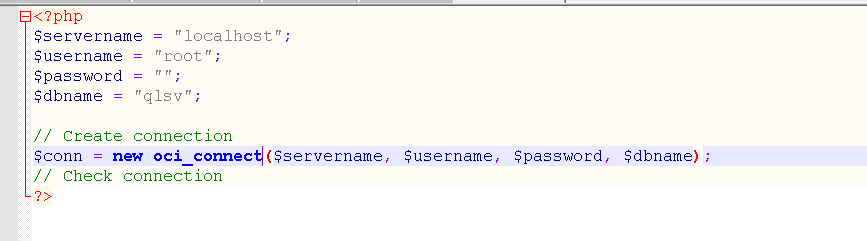 <?php
$servername = "localhost";
$username = "root";
$password = "";
$dbname = "qlsv";
// Create connection
$conn = new oci_connect($servername, $username, $password, $dbname);
// Check connection
?>